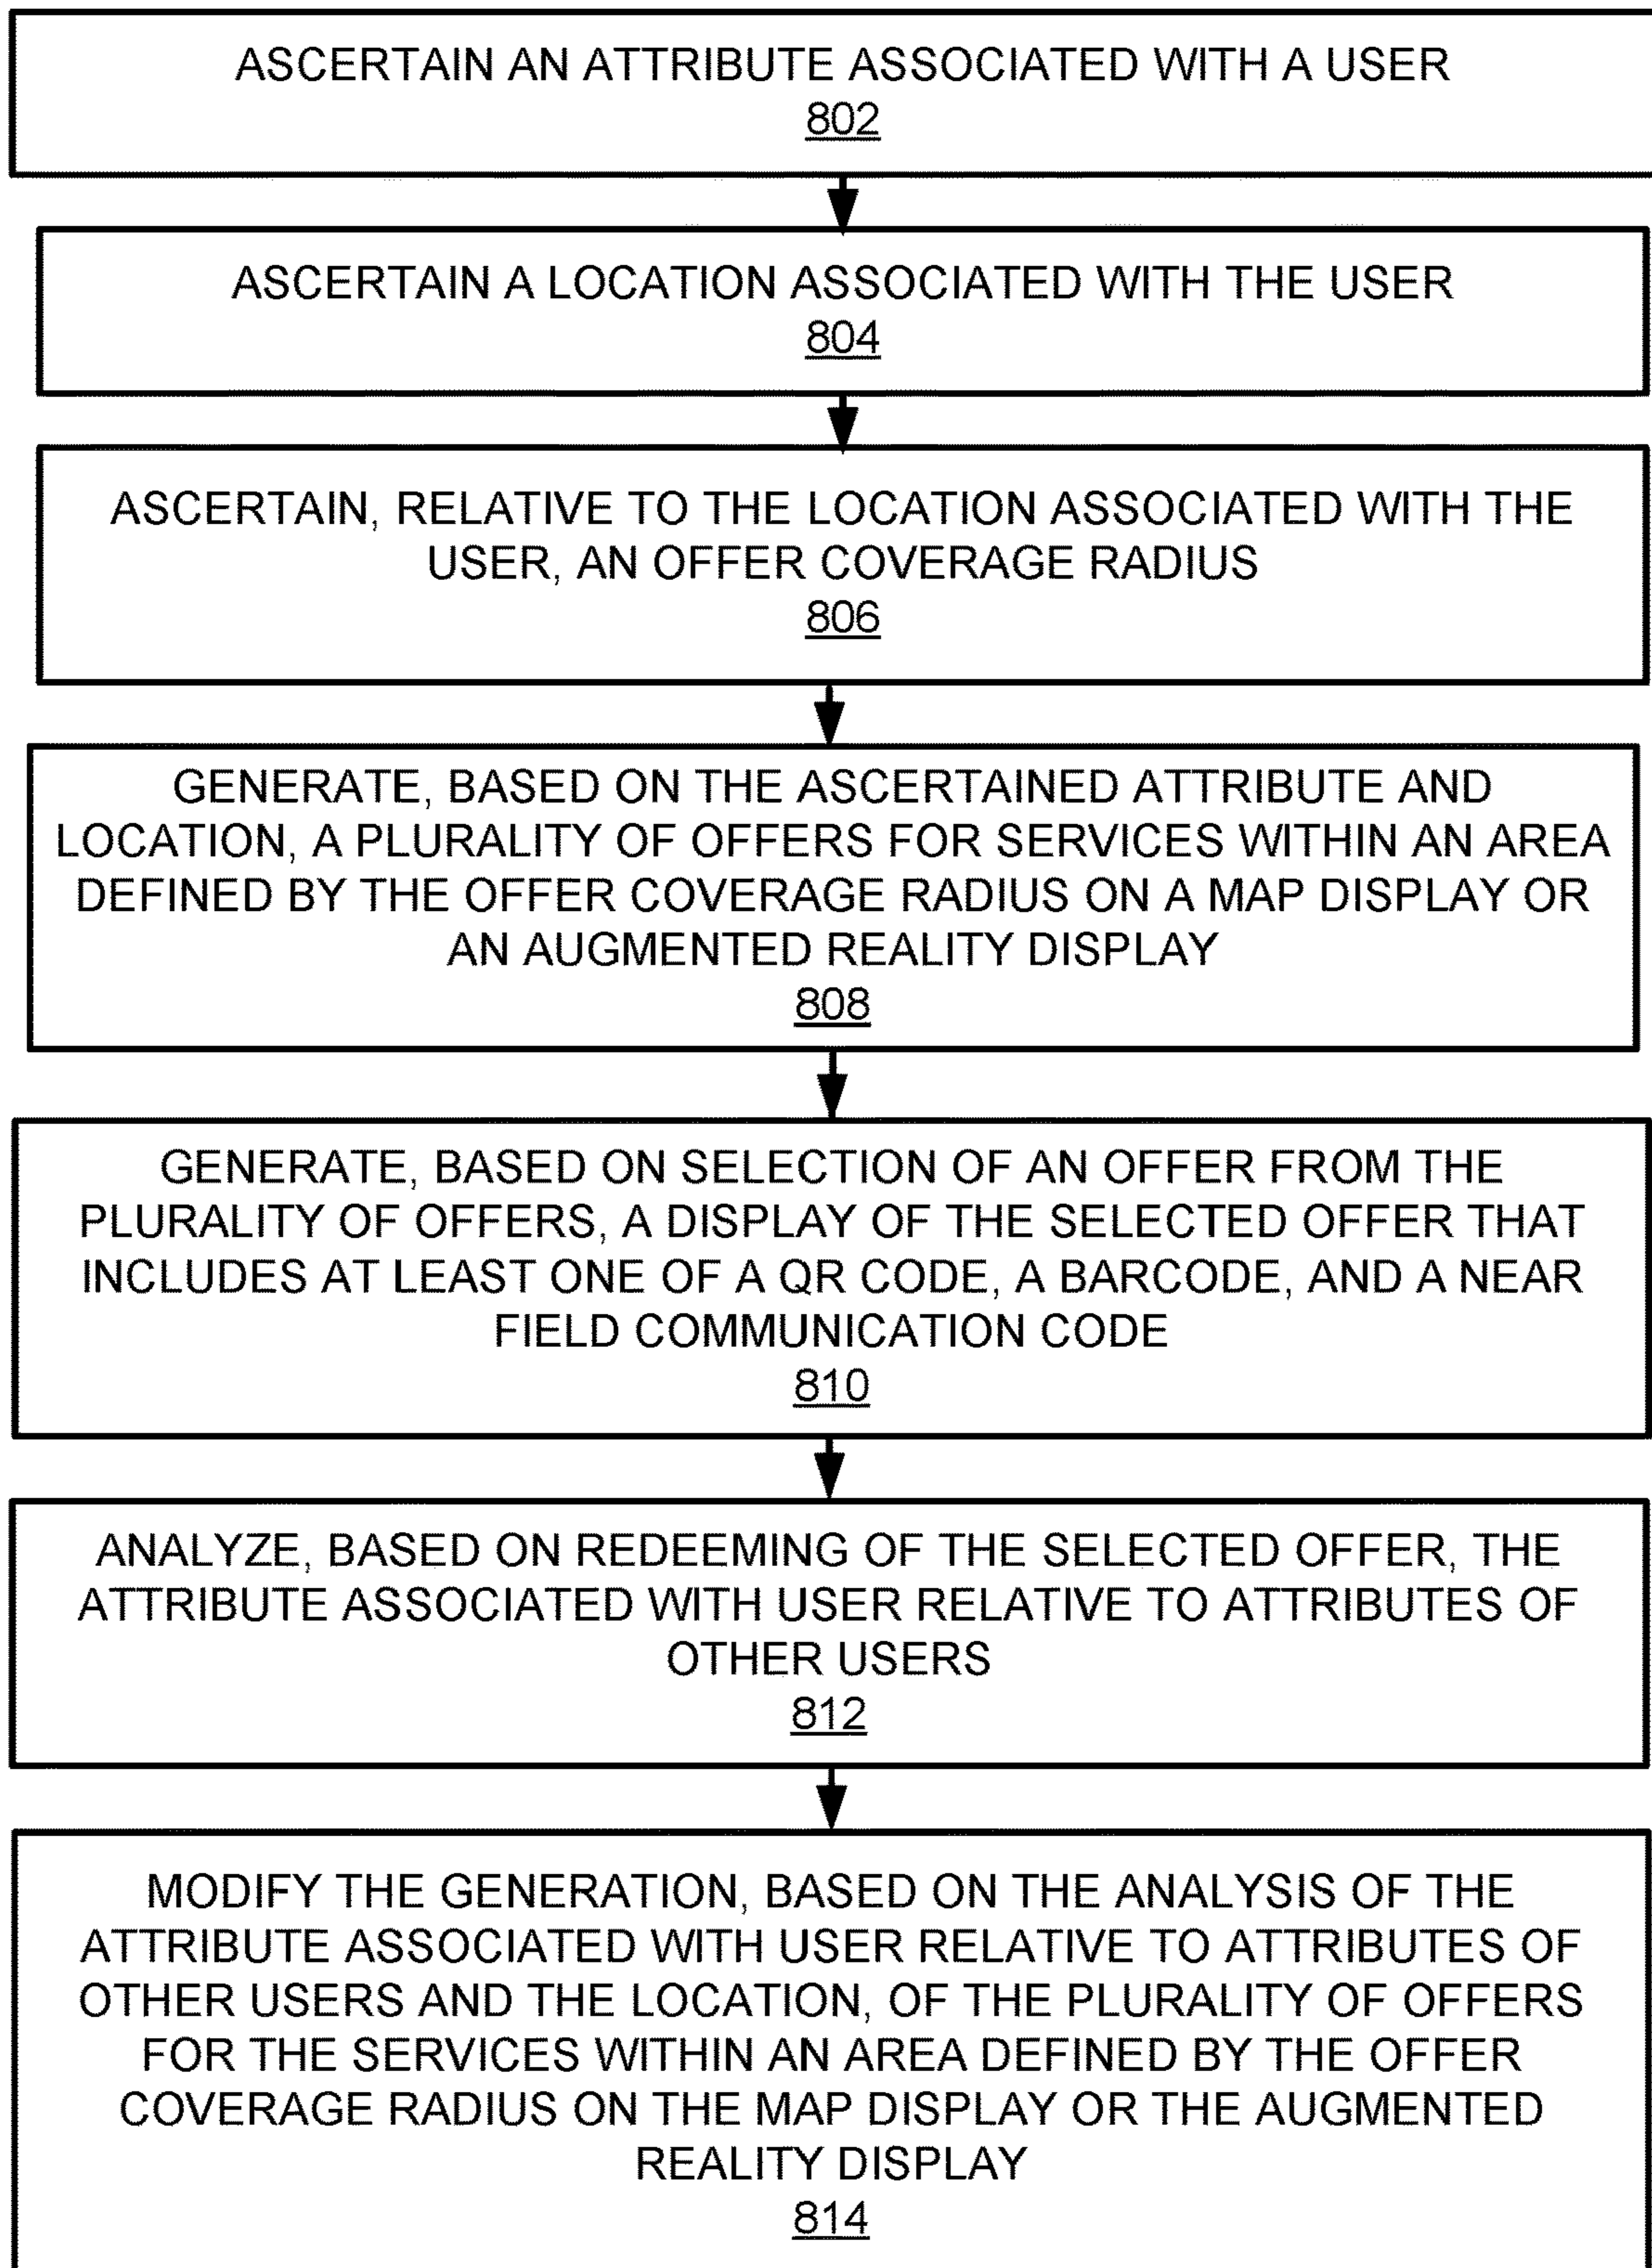 ASCERTAIN AN ATTRIBUTE ASSOCIATED WITH A USER
802
ASCERTAIN A LOCATION ASSOCIATED WITH THE USER
804
ASCERTAIN, RELATIVE TO THE LOCATION ASSOCIATED WITH THE
USER, AN OFFER COVERAGE RADIUS
806
GENERATE, BASED ON THE ASCERTAINED ATTRIBUTE AND
LOCATION, A PLURALITY OF OFFERS FOR SERVICES WITHIN AN AREA
DEFINED BY THE OFFER COVERAGE RADIUS ON A MAP DISPLAY OR
AN AUGMENTED REALITY DISPLAY
808
GENERATE, BASED ON SELECTION OF AN OFFER FROM THE
PLURALITY OF OFFERS, A DISPLAY OF THE SELECTED OFFER THAT
INCLUDES AT LEAST ONE OF A QR CODE, A BARCODE, AND A NEAR
FIELD COMMUNICATION CODE
810
ANALYZE, BASED ON REDEEMING OF THE SELECTED OFFER, THE
ATTRIBUTE ASSOCIATED WITH USER RELATIVE TO ATTRIBUTES OF
OTHER USERS
812
MODIFY THE GENERATION, BASED ON THE ANALYSIS OF THE
ATTRIBUTE ASSOCIATED WITH USER RELATIVE TO ATTRIBUTES OF
OTHER USERS AND THE LOCATION, OF THE PLURALITY OF OFFERS
FOR THE SERVICES WITHIN AN AREA DEFINED BY THE OFFER
COVERAGE RADIUS ON THE MAP DISPLAY OR THE AUGMENTED
REALITY DISPLAY
814